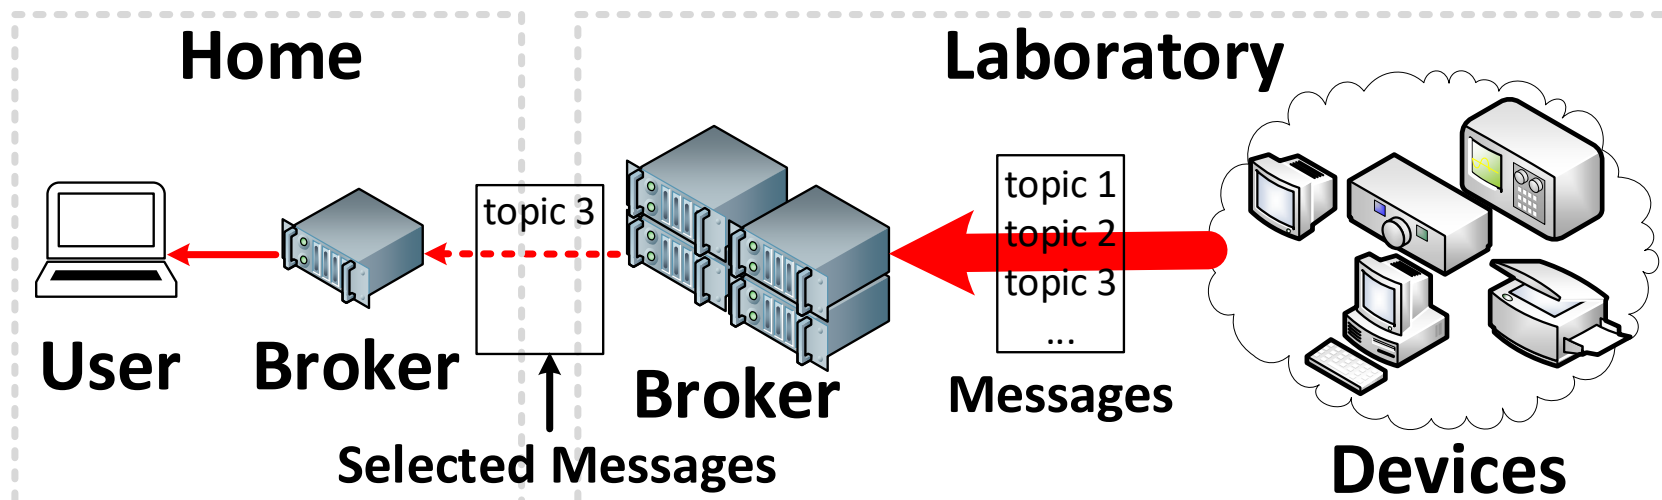 Home
Laboratory
topic 3
topic 1
topic 2
topic 3
...
User
Broker
Broker
Messages
Selected Messages
Devices